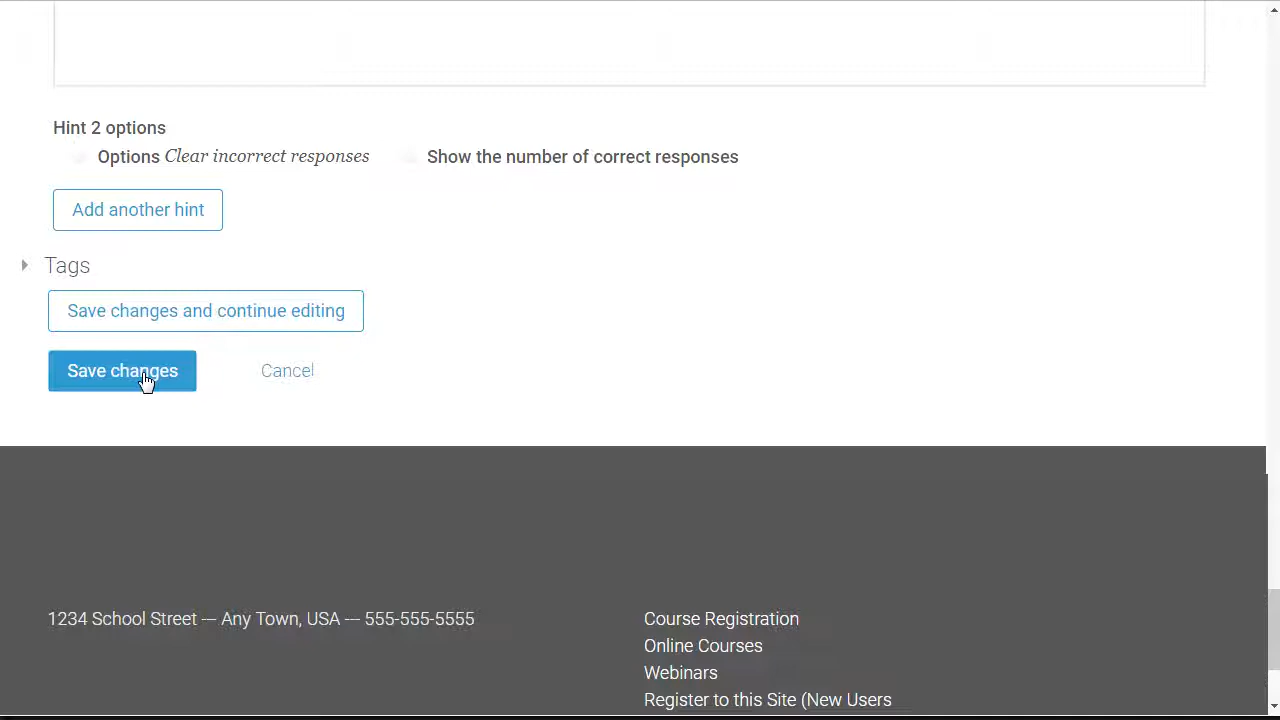 Hint 2 options
Options Clear incorrect responses Show the number of correct responses
Add another hint
Tags
Save changes and continue editing
Save changes Cancel
1234 School Street --- Any Town, USA --- 555-555-5555
Course Registration
Online Courses
Webinars
Register to this Site (New Users